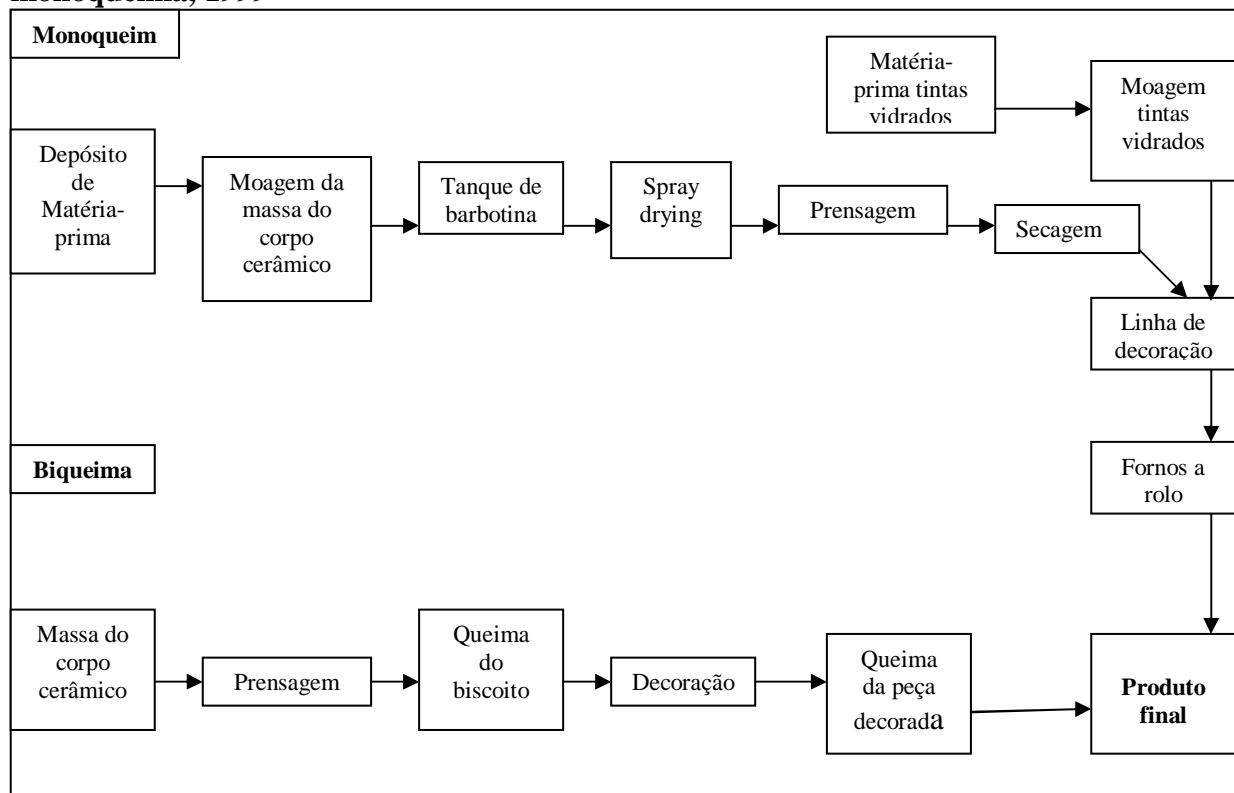 monoqueima, 1999
Monoqueim
Matéria-
prima tintas
vidrados
Moagem
tintas
vidrados
Depósito
de
Matéria-
prima
Moagem da
massa do
corpo
cerâmico
Tanque de
barbotina
Spray
drying
Prensagem
Secagem
Linha de
decoração
Fornos a
rolo
Biqueima
Massa do
corpo
cerâmico
Prensagem
Queima
do
biscoito
Decoração
Queima
da peça
decorada
Produto
final